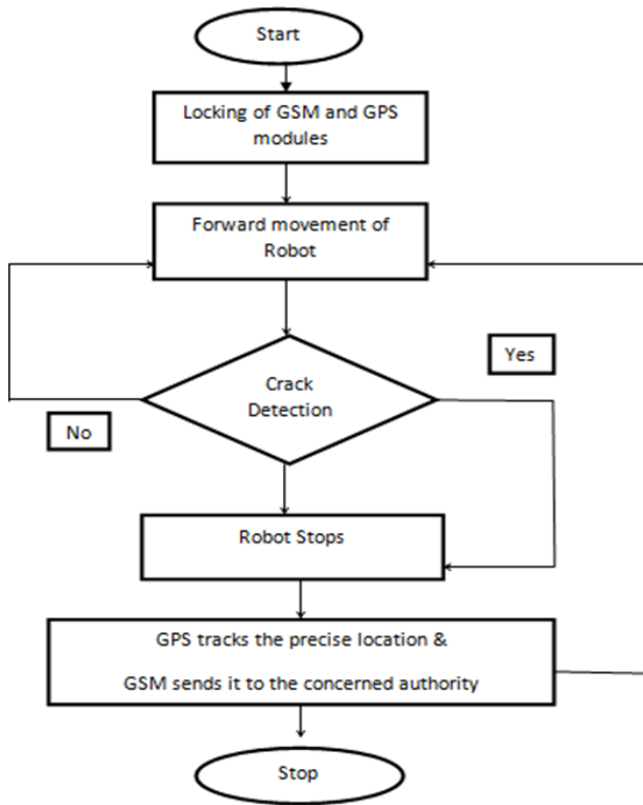 Start
Locking of GSM and GPS
modules
Forward movement of
Robot
Yes
Crack
Detection
No
Robot Stops
GPS tracks the precise location &
GSM sends it to the concerned authority
Stop